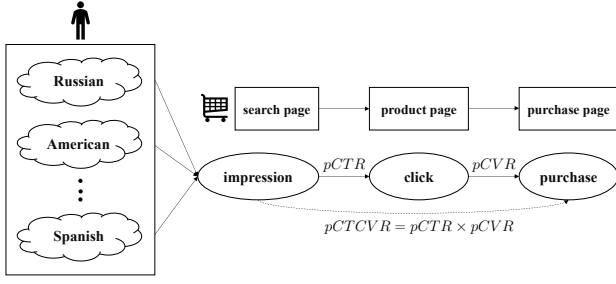 Russian
American
Spanish
search page
product page
purchase page
impression
pCTR
click
pCVR
purchase
pCTCVR = pCTR × pCVR